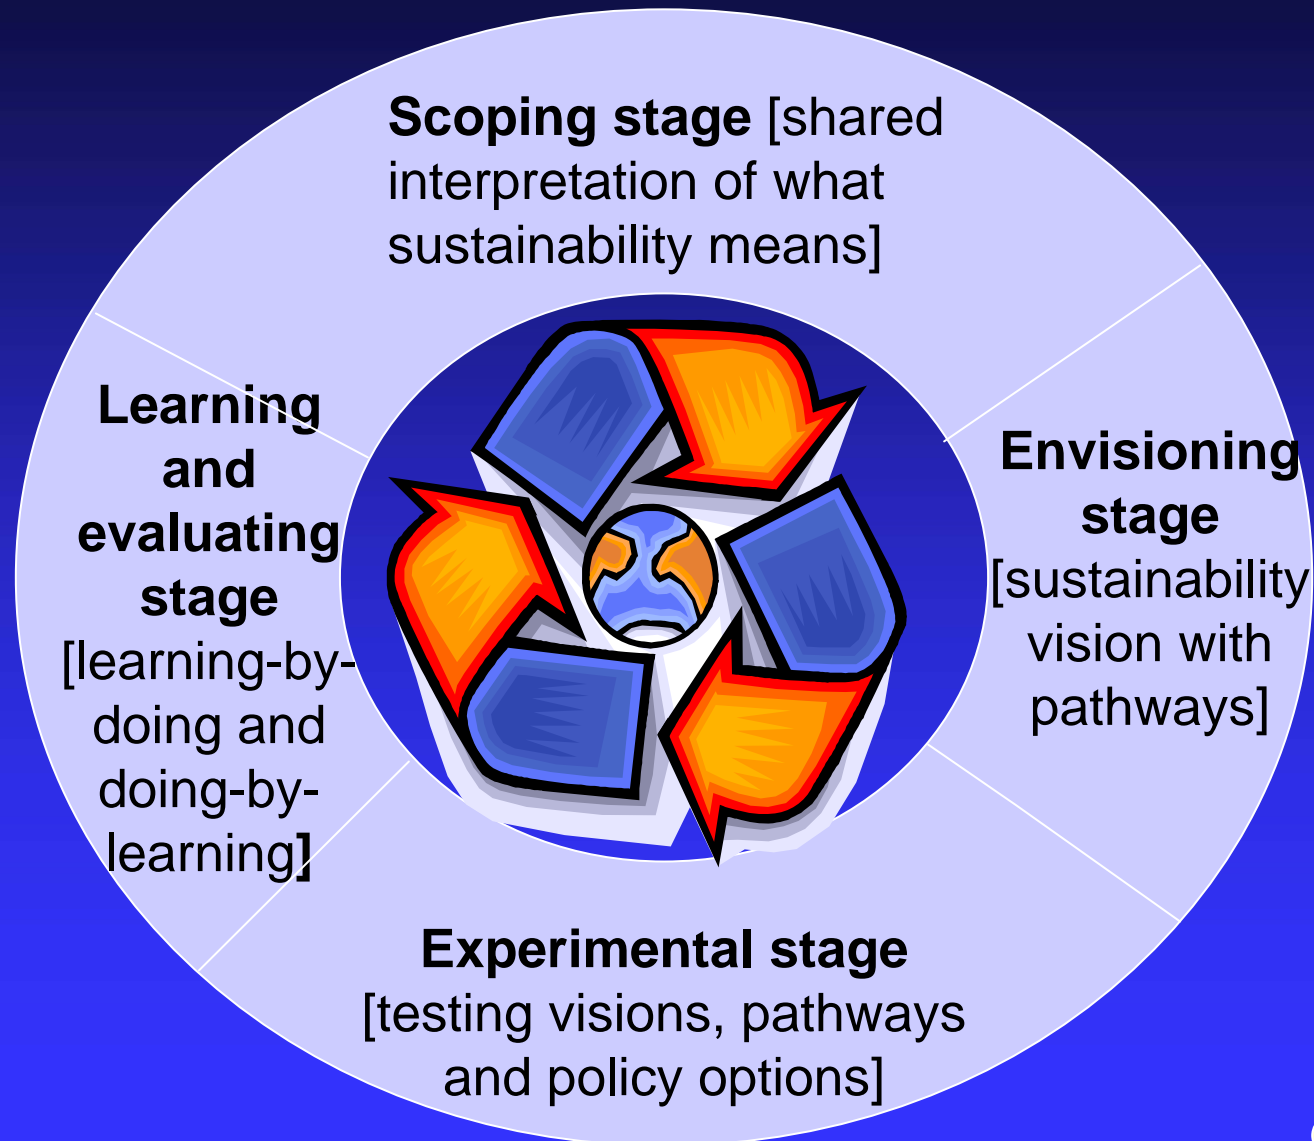 Scoping stage [shared
interpretation of what
sustainability means]
Envisioning
stage
[sustainability
vision with
pathways]
Experimental stage
[testing visions, pathways
and policy options]
Learning
and
evaluating
stage
[learning-by-
doing and
doing-by-
learning]